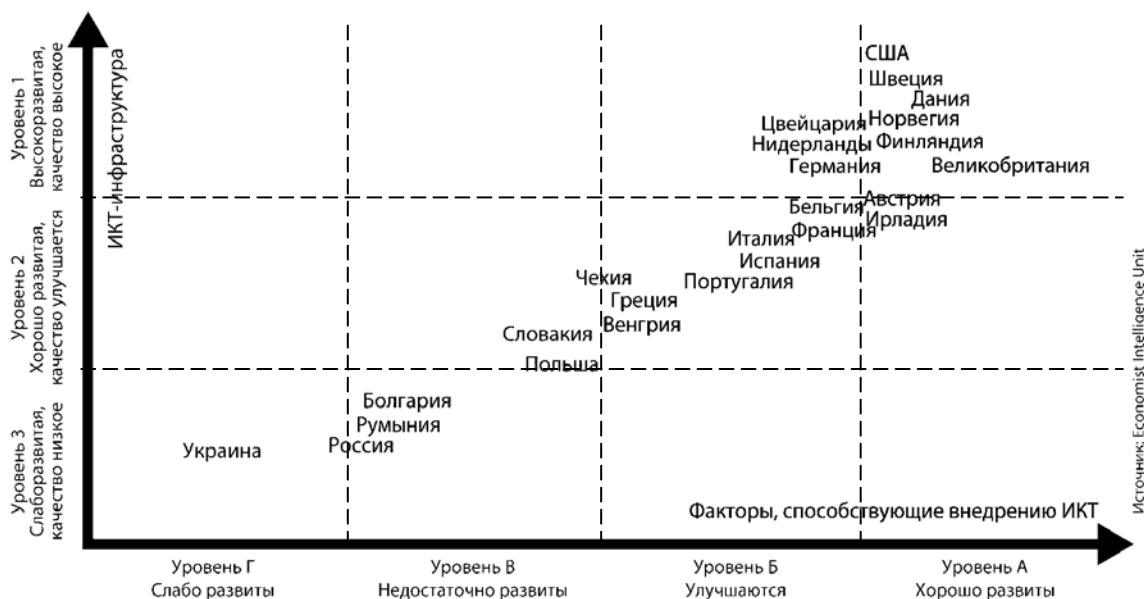 Уровень 1
Высокоразвитая,
качество высокое
Уровень 2
Хорошо развитая,
качество улучшается
Уровень 3
Слаборазвитая,
качество низкое
ИКТ-инфраструктура
США
Швеция
Дания
Цвейцария
Норвегия
Нидерланды
Финляндия
Германия
Великобритания
Австрия
Бельгия
Ирладия
Франция
Италия
Испания
Чехия
Португалия
Греция
Венгрия
Словакия
Польша
Болгария
Румыния
Россия
Украина
Факторы, способствующие внедрению ИКТ
Уровень Г
Слабо развиты
Уровень В
Недостаточно развиты
Уровень Б
Улучшаются
Уровень А
Хорошо развиты
Источник: Economist Intelligence Unit